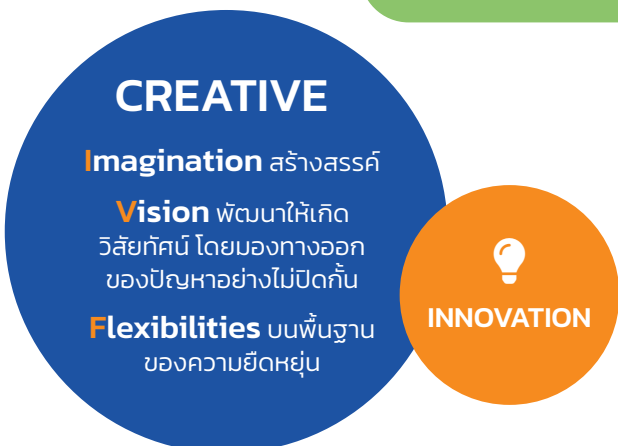 CREATIVE
Imagination สร้างสรรค์
Vision พัฒนาให้เกิด
วิสัยทัศน์ โดยมองทางออก
ของปัญหาอย่างไม่ปิดกั้น
Flexibilities บนพื้นฐาน
ของความยืดหยุ่น
INNOVATION